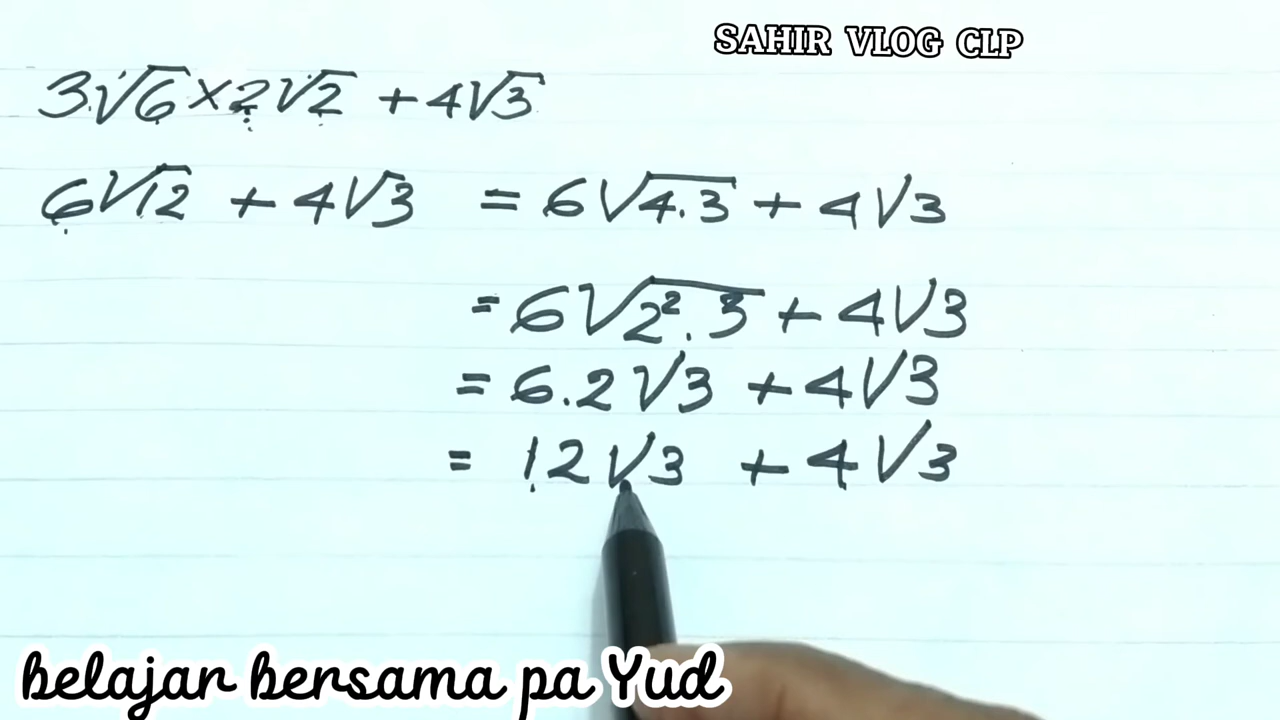 SAHIR VLOG CLP
3√6 × 2√2 + 4√3
6√12 + 4√3 = 6√4.3 + 4√3
= 6√2².3 + 4√3
= 6.2√3 + 4√3
= 12√3 + 4√3
belajar bersama pa Yud